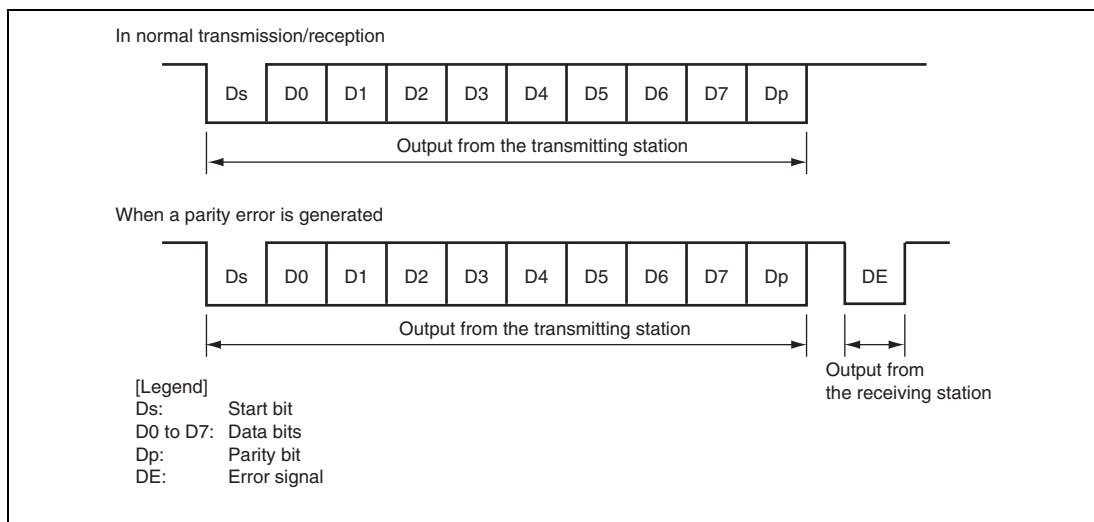 In normal transmission/reception
Ds D0 D1 D2 D3 D4 D5 D6 D7 Dp
Output from the transmitting station
When a parity error is generated
Ds D0 D1 D2 D3 D4 D5 D6 D7 Dp DE
Output from the transmitting station
Output from
the receiving station
[Legend]
Ds: Start bit
D0 to D7: Data bits
Dp: Parity bit
DE: Error signal